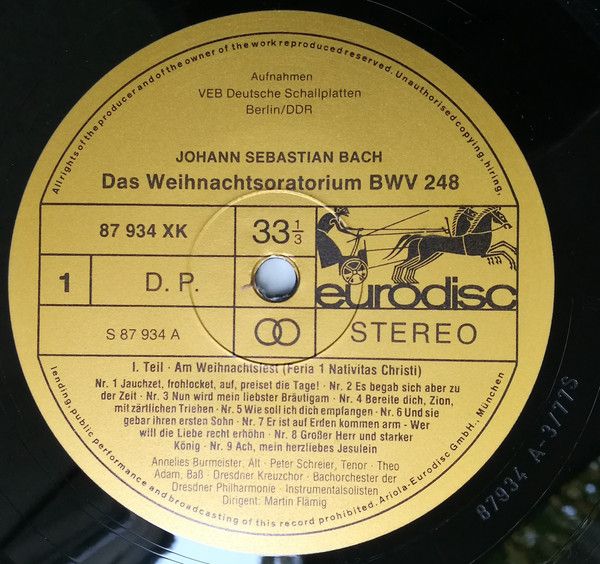 All rights of the producer and of the owner of the work reproduced reserved. Unauthorised copying, hiring,
Aufnahmen
VEB Deutsche Schallplatten
Berlin/DDR
JOHANN SEBASTIAN BACH
Das Weihnachtsoratorium BWV 248
87 934 XK
33 1/3
1
D. P.
eurodisc
S 87 934 A
STEREO
I. Teil · Am Weihnachtsfest (Feria 1 Nativitas Christi)
Nr. 1 Jauchzet, frohlocket, auf, preiset die Tage! · Nr. 2 Es begab sich aber zu
der Zeit · Nr. 3 Nun wird mein liebster Bräutigam · Nr. 4 Bereite dich, Zion,
mit zärtlichen Trieben · Nr. 5 Wie soll ich dich empfangen · Nr. 6 Und sie
gebar ihren ersten Sohn · Nr. 7 Er ist auf Erden kommen arm - Wer
will die Liebe recht erhöhn · Nr. 8 Großer Herr und starker
König · Nr. 9 Ach, mein herzliebes Jesulein
Annelies Burmeister, Alt · Peter Schreier, Tenor · Theo
Adam, Baß · Dresdner Kreuzchor · Bachorchester der
Dresdner Philharmonie · Instrumentalsolisten
Dirigent: Martin Flämig
lending, public performance and broadcasting of this record prohibited. Ariola-Eurodisc GmbH., München
87934 A-3/77S